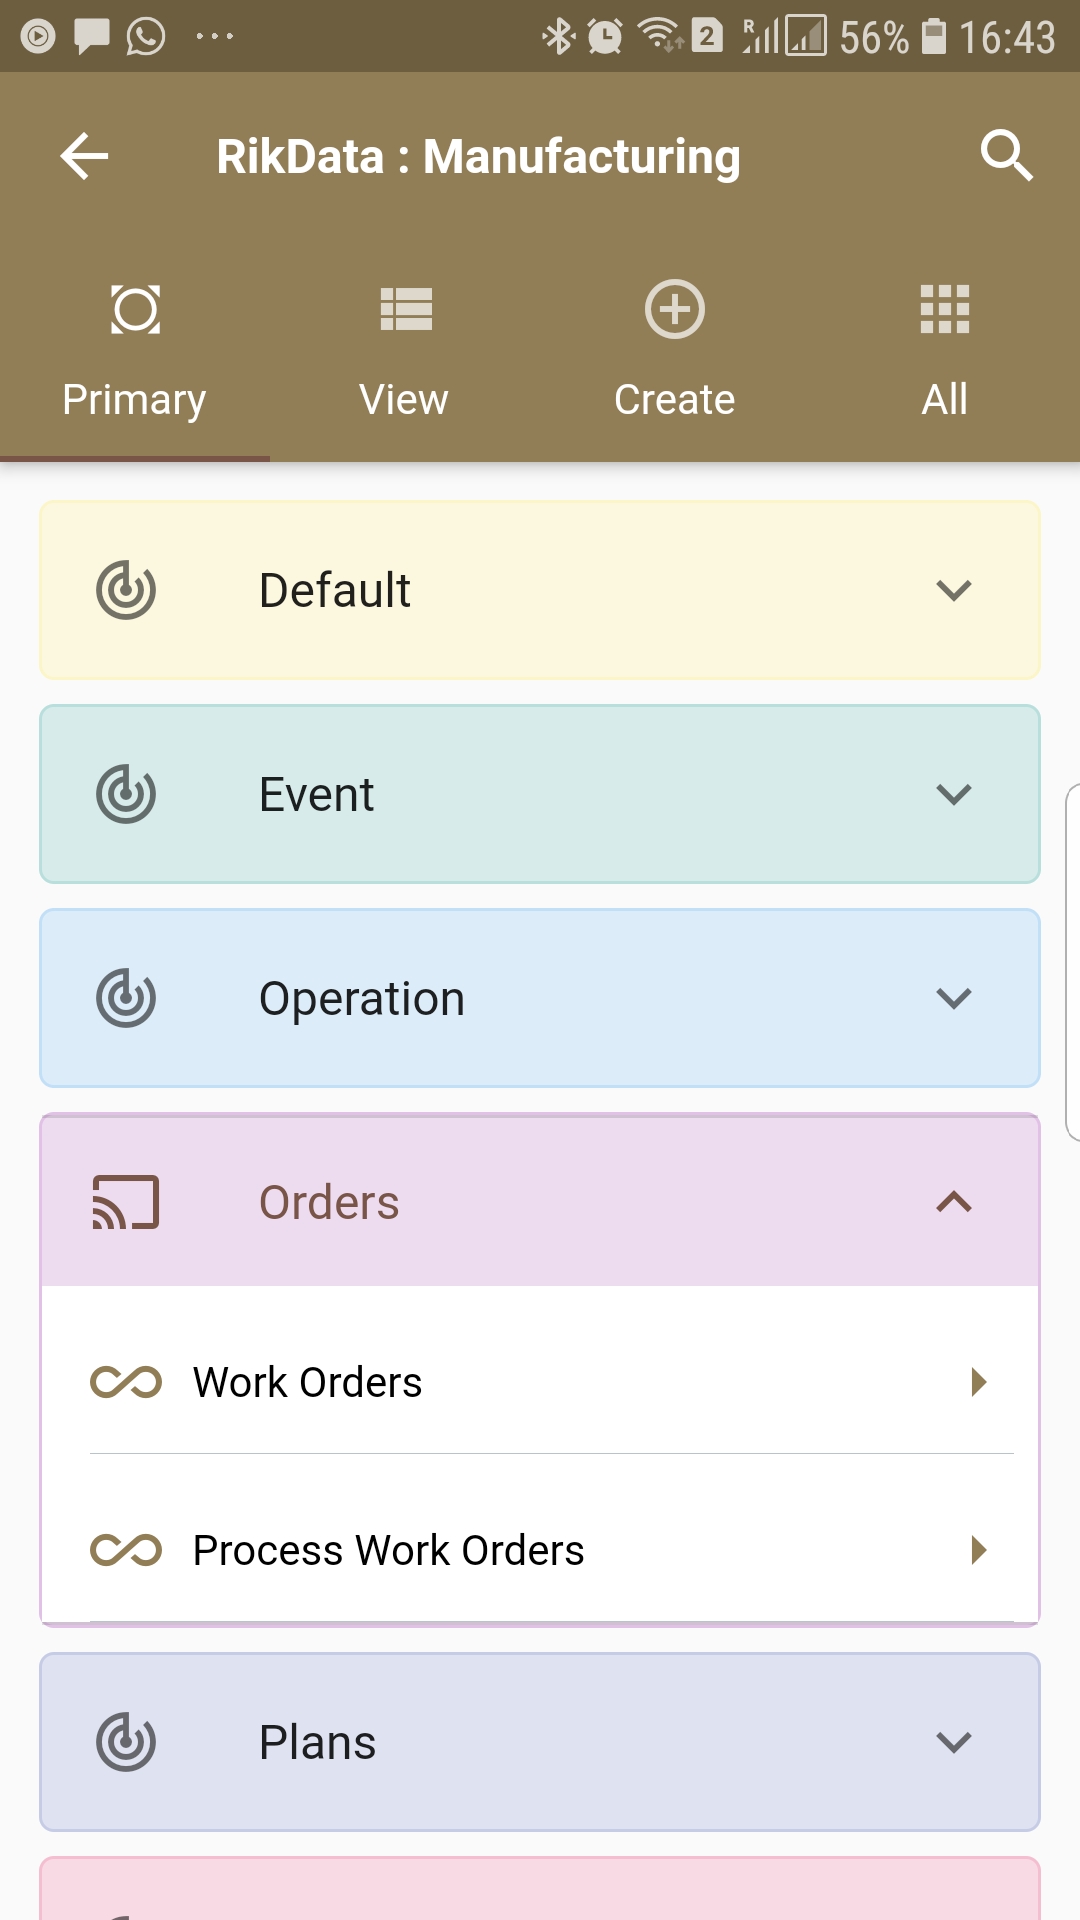 R 2 56% 16:43
RikData : Manufacturing
Primary View Create All
Default
Event
Operation
Orders
Work Orders
Process Work Orders
Plans